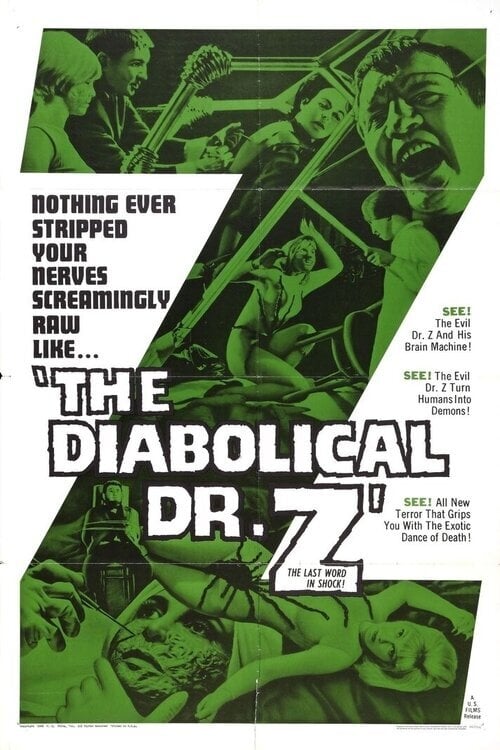 NOTHING EVER
STRIPPED
YOUR
NERVES
SCREAMINGLY
RAW
LIKE...
'THE
DIABOLICAL
DR. Z'
THE LAST WORD
IN SHOCK!
SEE!
The Evil
Dr. Z And His
Brain Machine!
SEE! The Evil
Dr. Z Turn
Humans Into
Demons!
SEE! All New
Terror That Grips
You With The Exotic
Dance of Death!
A
U.S.
FILMS
Release